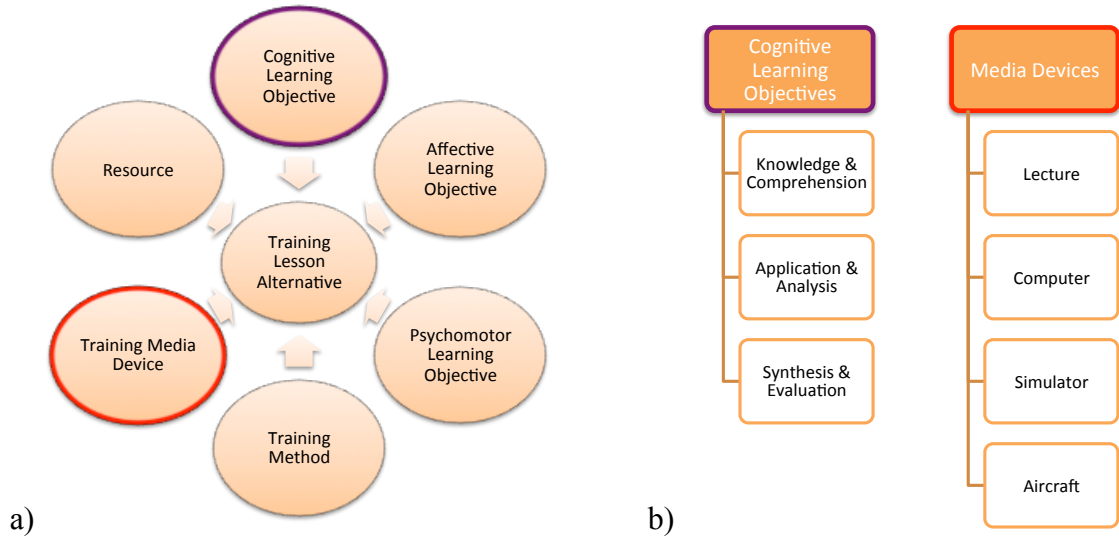 Cognitive
Learning
Objective
Resource
Affective
Learning
Objective
Training
Lesson
Alternative
Training Media
Device
Psychomotor
Learning
Objective
Training
Method
a)
Cognitive
Learning
Objectives
Knowledge &
Comprehension
Application &
Analysis
Synthesis &
Evaluation
Media Devices
Lecture
Computer
Simulator
Aircraft
b)